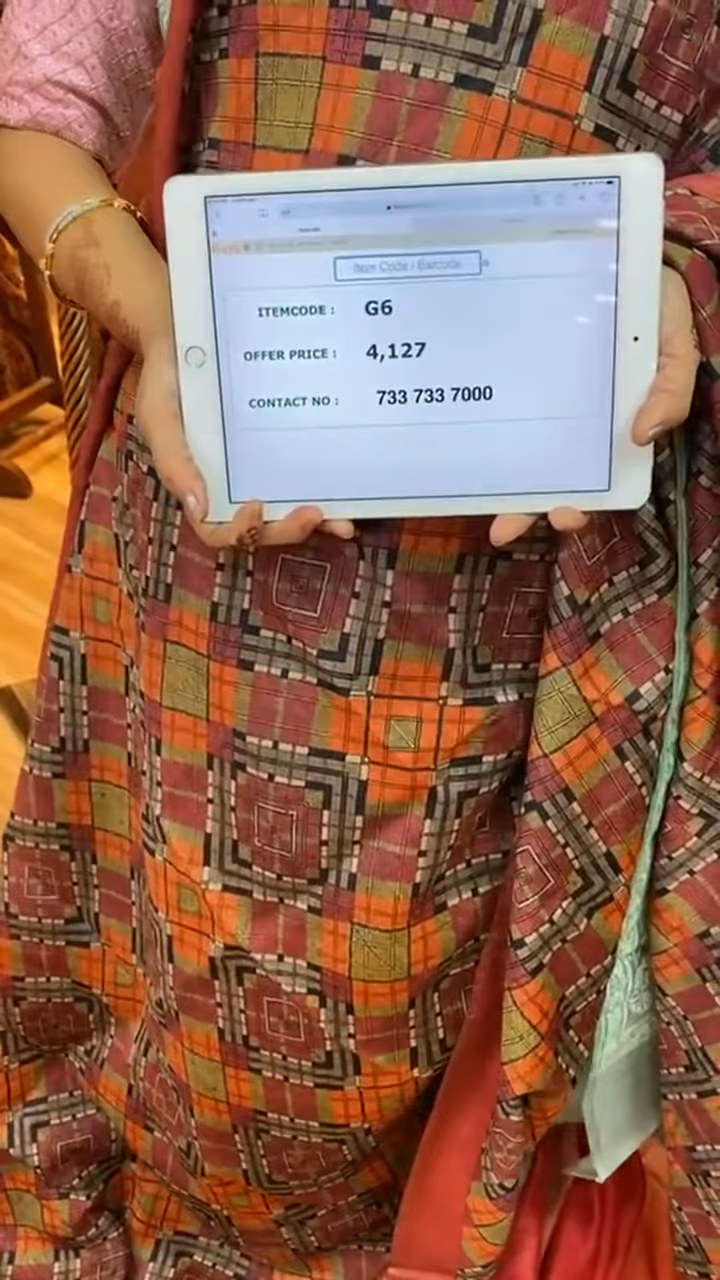 Item Code / Barcode
ITEMCODE : G6
OFFER PRICE : 4,127
CONTACT NO : 733 733 7000